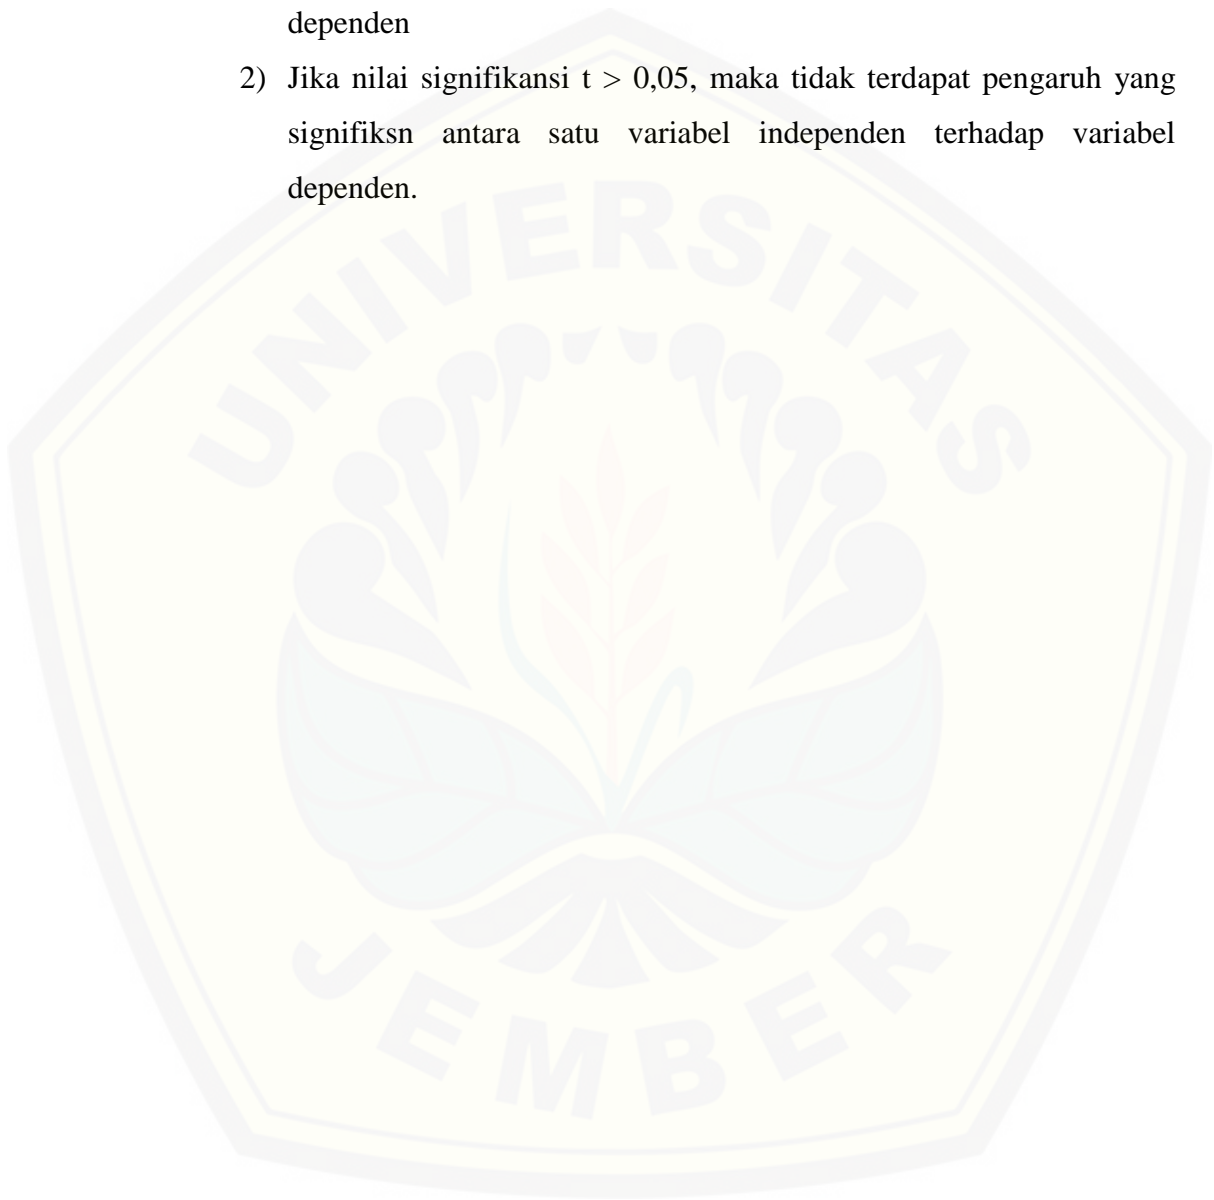 dependen
2) Jika nilai signifikansi t > 0,05, maka tidak terdapat pengaruh yang
signifiksn antara satu variabel independen terhadap variabel
dependen.
UNIVERSITAS
JEMBER